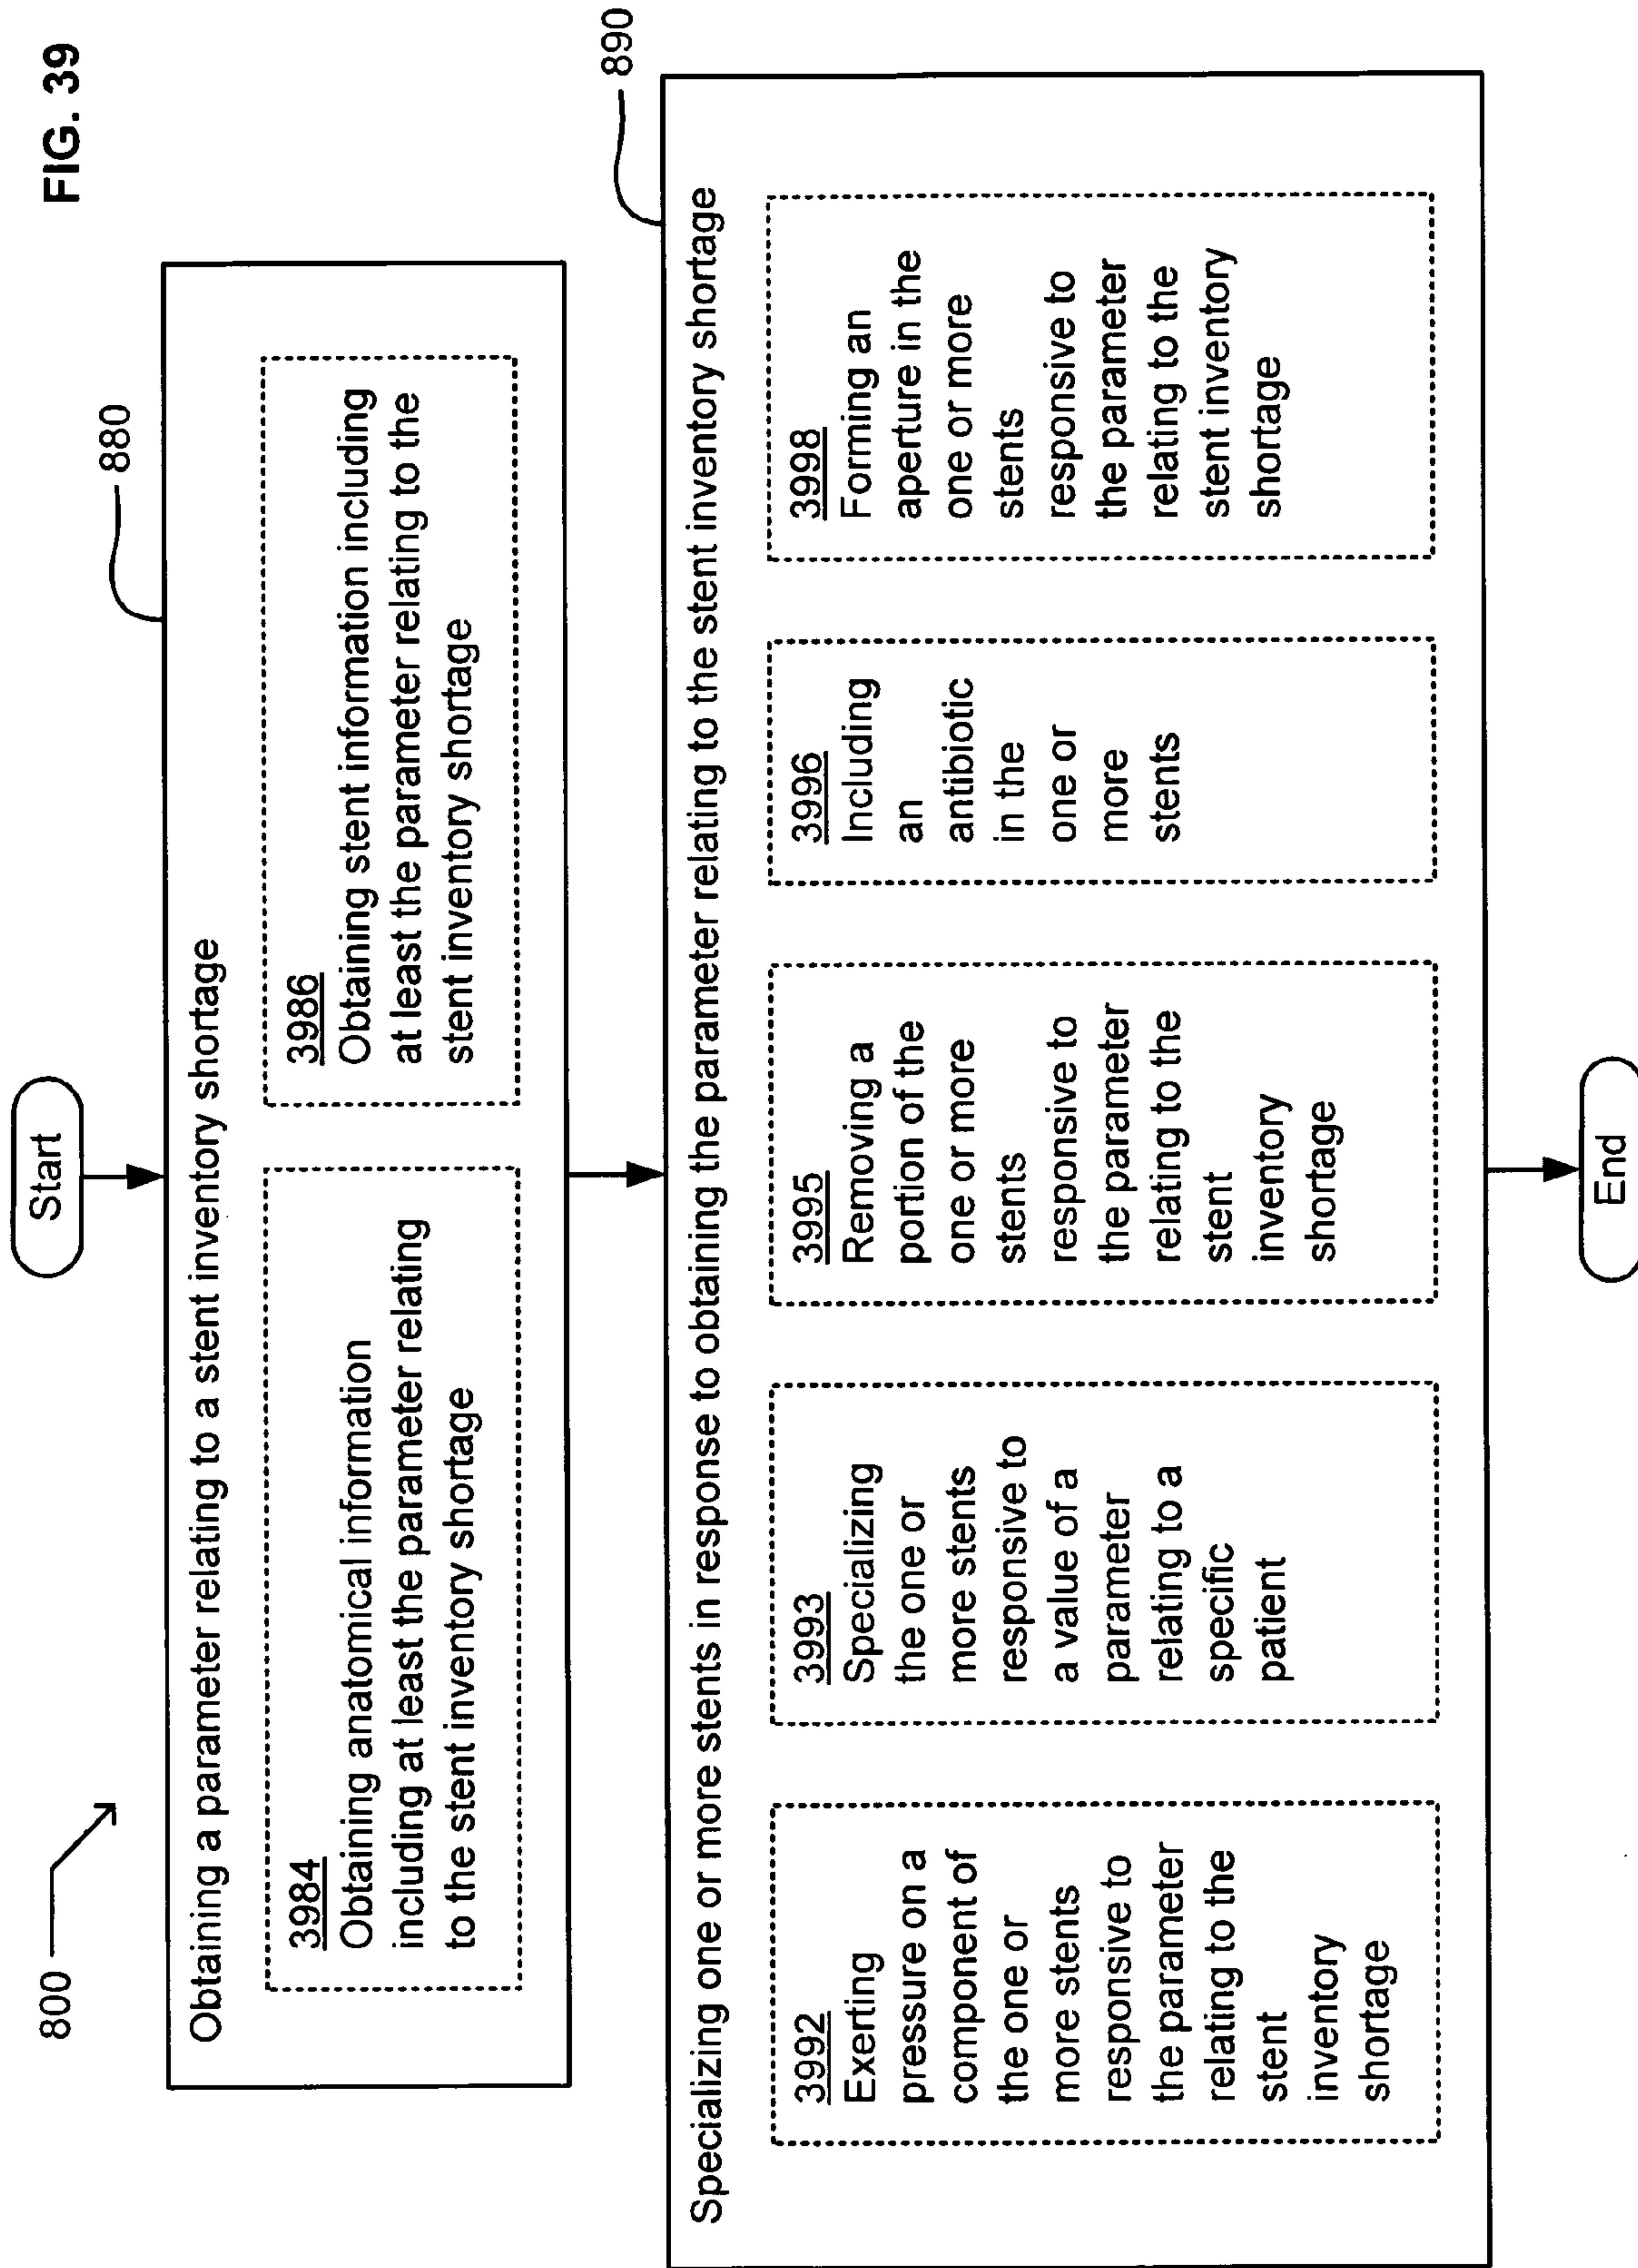 FIG. 39
800
Start
880
Obtaining a parameter relating to a stent inventory shortage
3984
Obtaining anatomical information
including at least the parameter relating
to the stent inventory shortage
3986
Obtaining stent information including
at least the parameter relating to the
stent inventory shortage
890
Specializing one or more stents in response to obtaining the parameter relating to the stent inventory shortage
3992
Exerting
pressure on a
component of
the one or
more stents
responsive to
the parameter
relating to the
stent
inventory
shortage
3993
Specializing
the one or
more stents
responsive to
a value of a
parameter
relating to a
specific
patient
3995
Removing a
portion of the
one or more
stents
responsive to
the parameter
relating to the
stent
inventory
shortage
3996
Including
an
antibiotic
in the
one or
more
stents
3998
Forming an
aperture in the
one or more
stents
responsive to
the parameter
relating to the
stent inventory
shortage
End